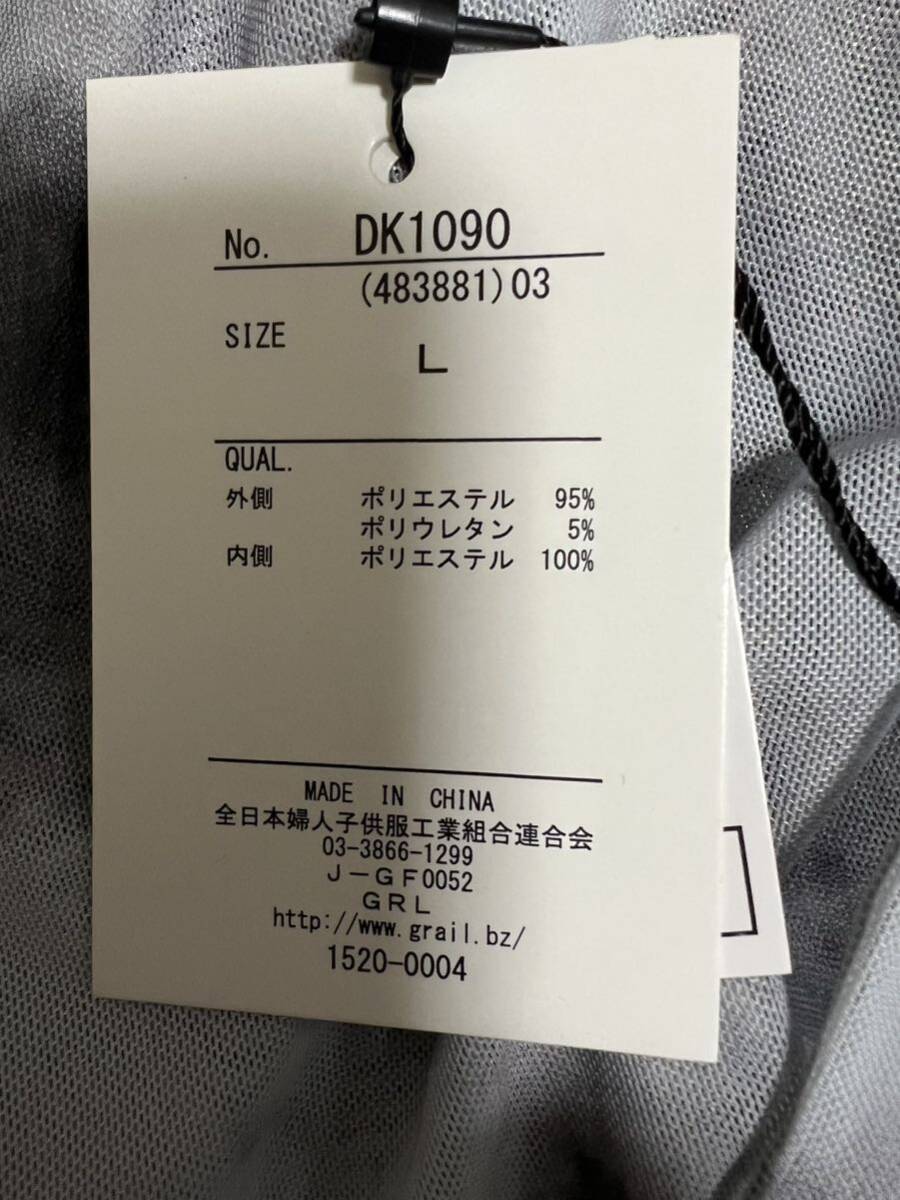 No. DK1090
(483881)03
SIZE
L
QUAL.
外側 ポリエステル 95%
ポリウレタン 5%
内側 ポリエステル 100%
MADE IN CHINA
全日本婦人子供服工業組合連合会
03-3866-1299
J－GF0052
GRL
http://www.grail.bz/
1520-0004